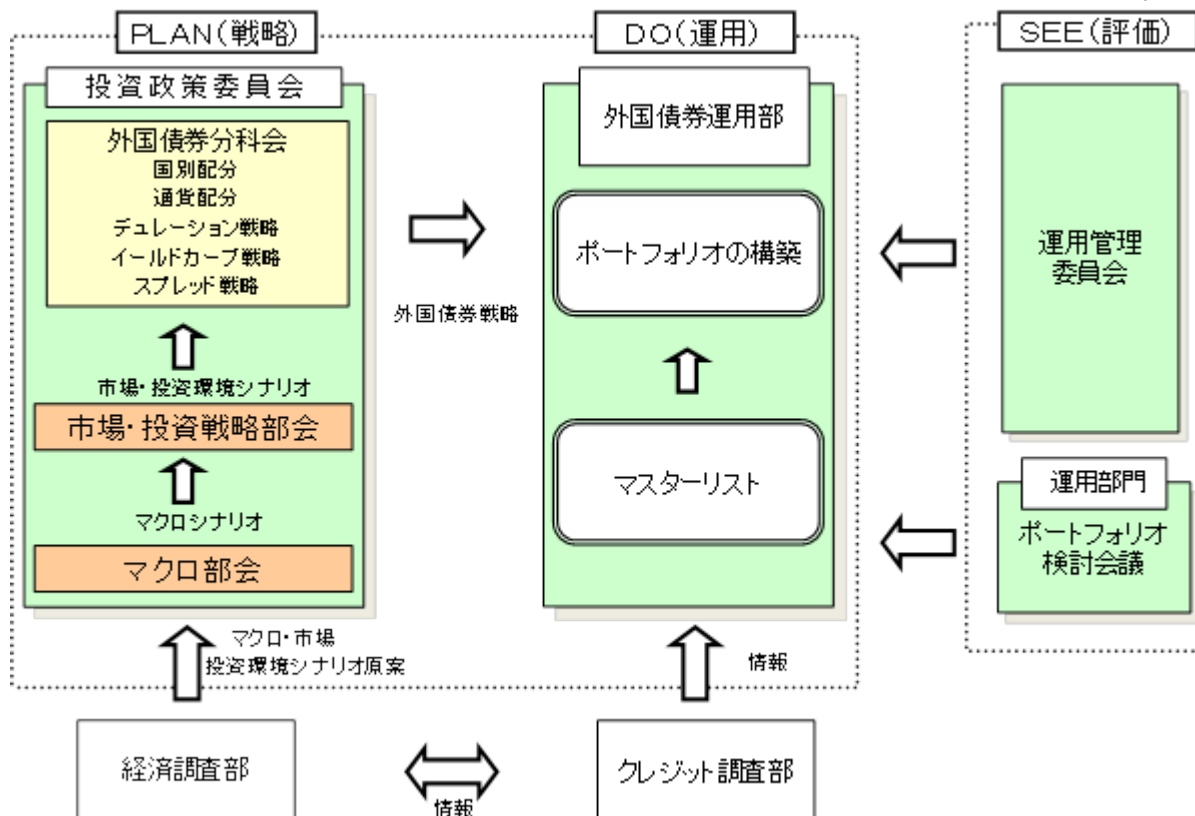 PLAN(戦略)
DO(運用)
SEE(評価)
投資政策委員会
外国債券分科会
国別配分
通貨配分
デュレーション戦略
イールドカーブ戦略
スプレッド戦略
市場・投資環境シナリオ
市場・投資戦略部会
マクロシナリオ
マクロ部会
マクロ・市場
投資環境シナリオ原案
経済調査部
外国債券戦略
外国債券運用部
ポートフォリオの構築
マスターリスト
情報
クレジット調査部
情報
運用管理
委員会
運用部門
ポートフォリオ
検討会議